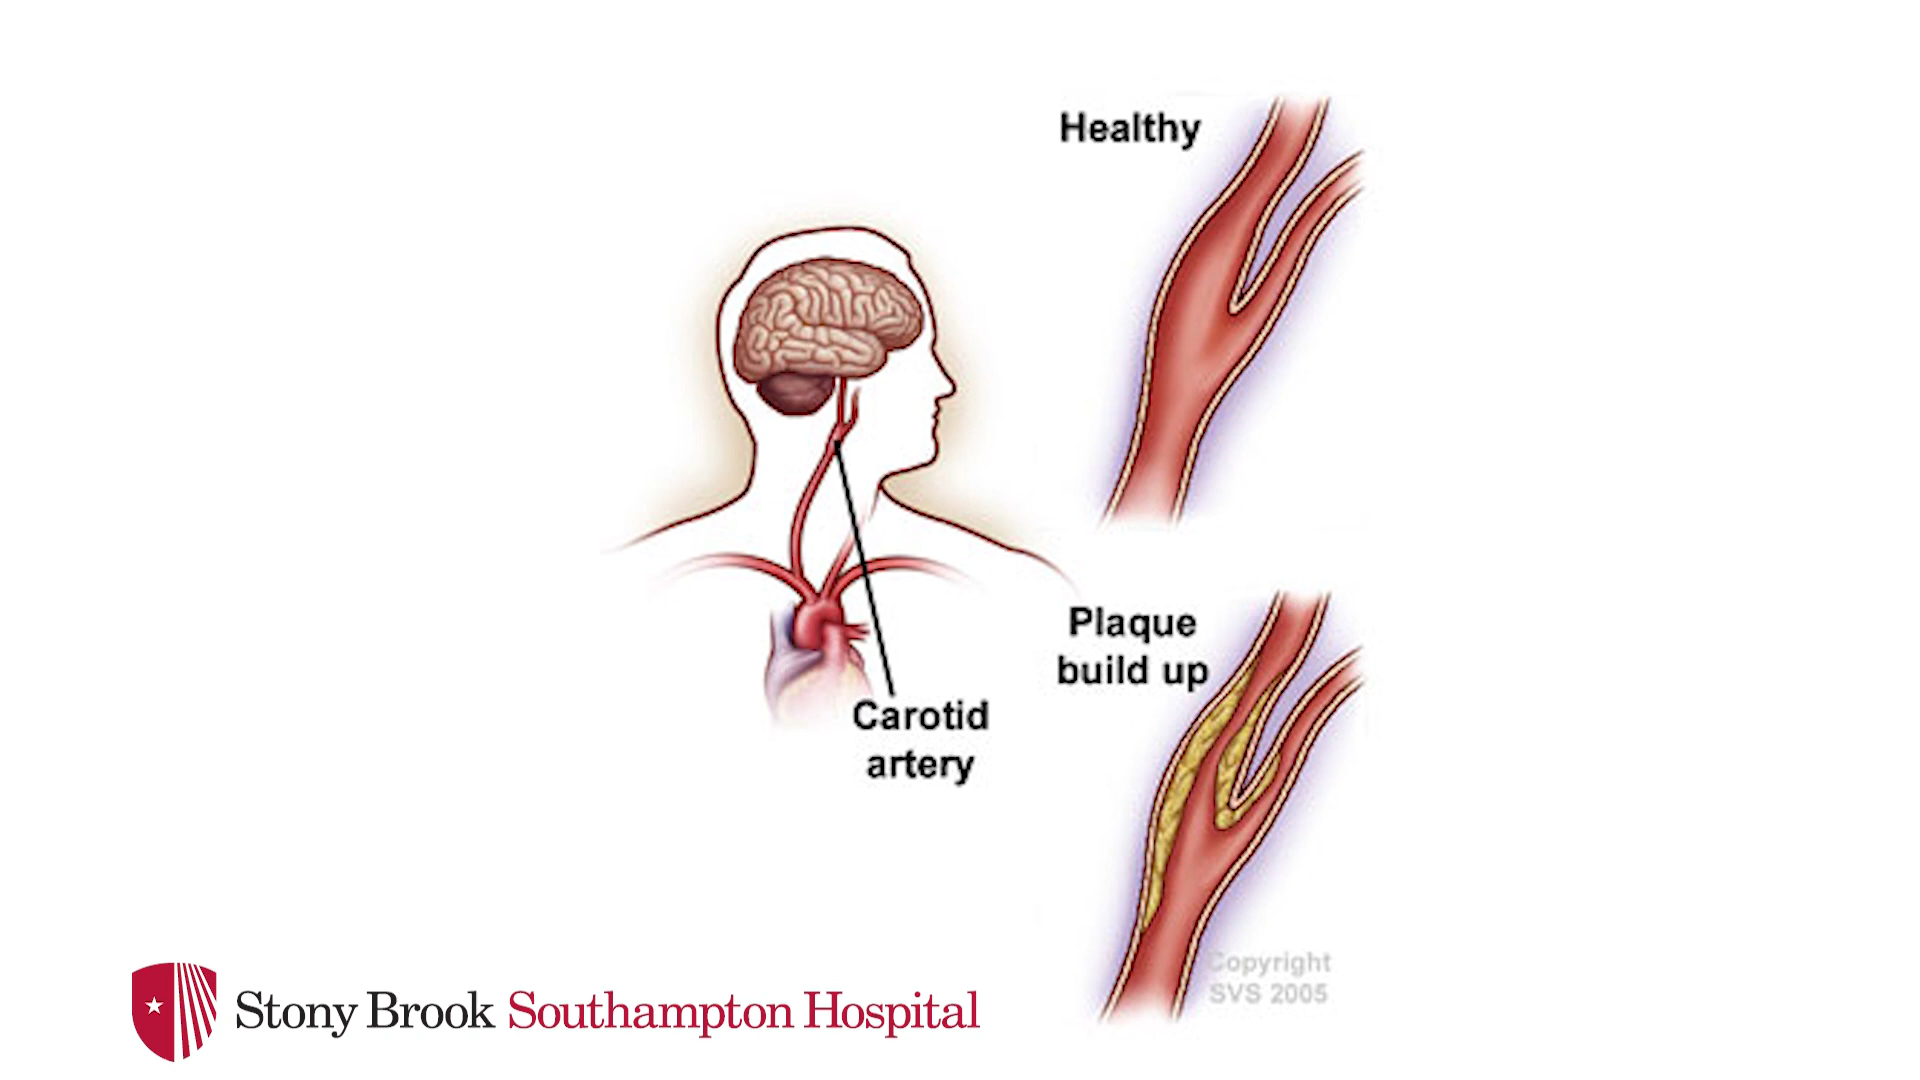 Healthy
Carotid
artery
Plaque
build up
Copyright
SVS 2005
Stony Brook Southampton Hospital